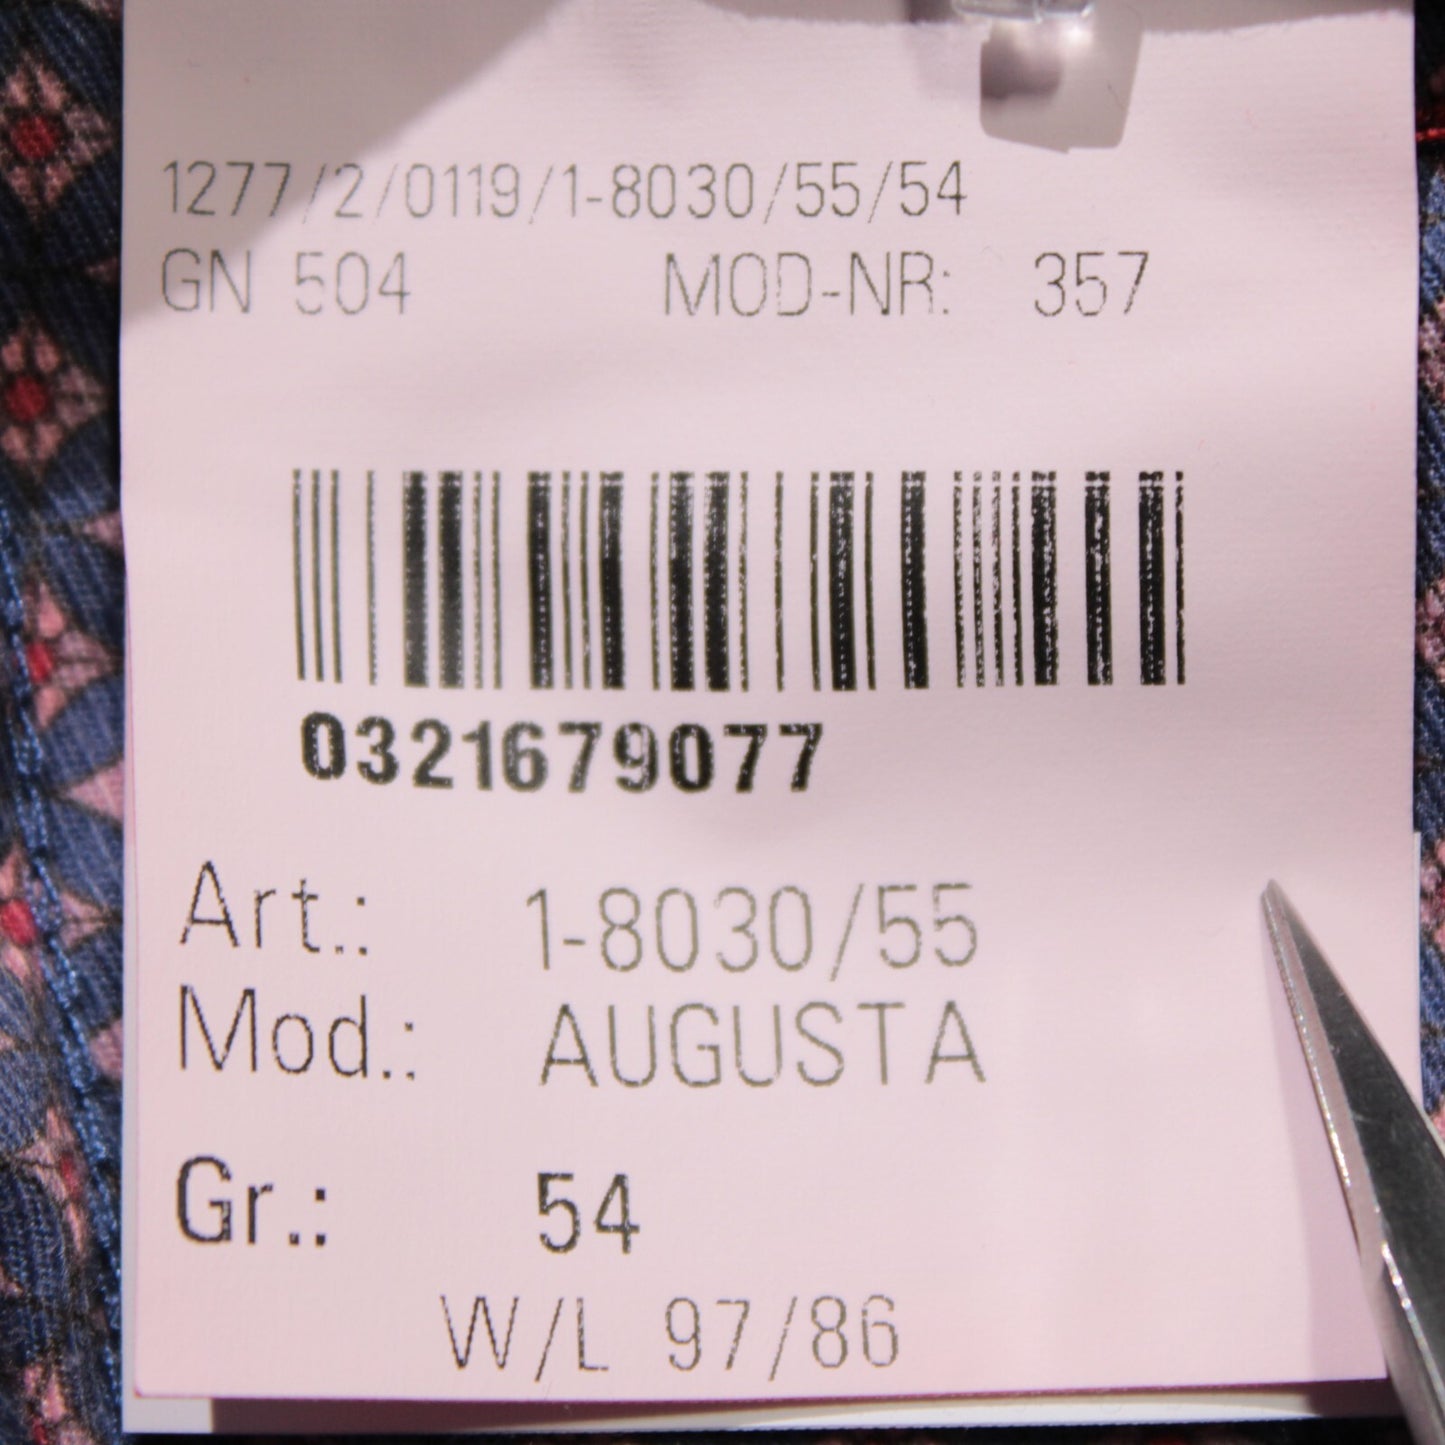 1277/2/0119/1-8030/55/54
GN 504 MOD-NR: 357
0321679077
Art.: 1-8030/55
Mod.: AUGUSTA
Gr.: 54
W/L 97/86